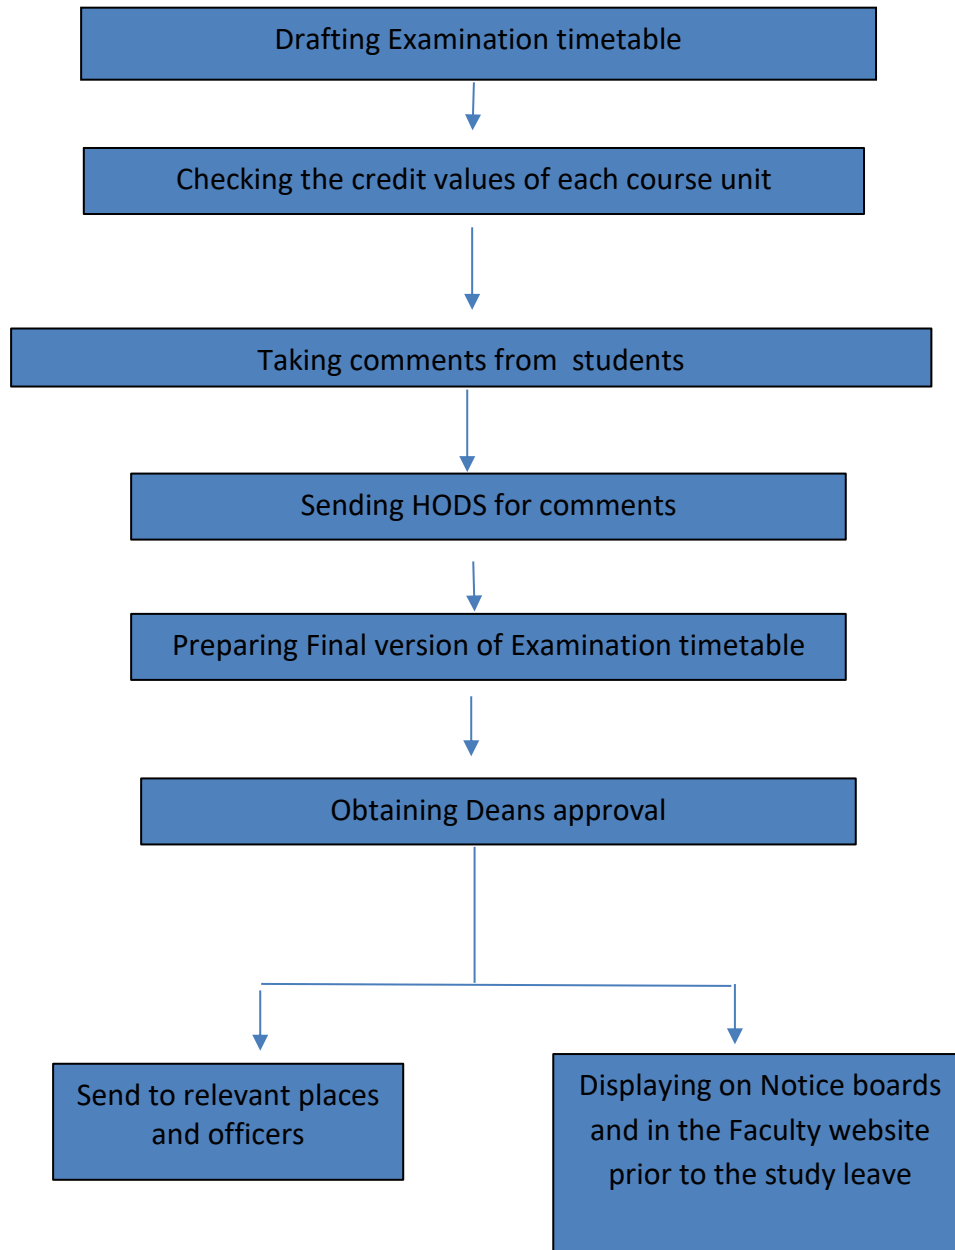 Drafting Examination timetable
Checking the credit values of each course unit
Taking comments from  students
Sending HODS for comments
Preparing Final version of Examination timetable
Obtaining Deans approval
Send to relevant places
and officers
Displaying on Notice boards
and in the Faculty website
prior to the study leave